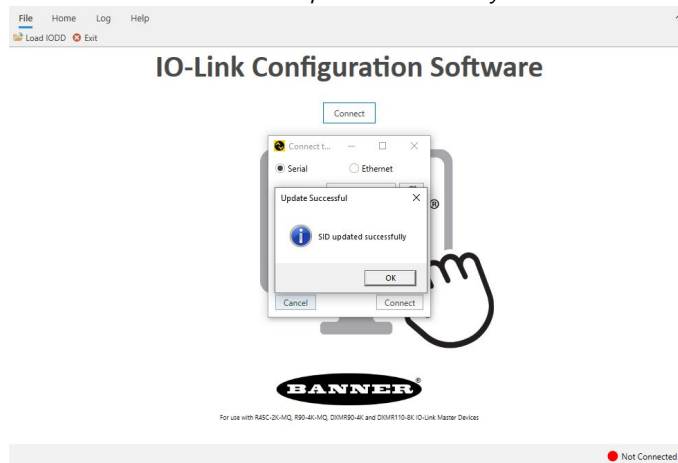 File Home Log Help
Load IODD Exit
IO-Link Configuration Software
Connect
Connect t...
Serial Ethernet
®
Update Successful
SID updated successfully
OK
Cancel Connect
BANNER®
For use with R45C-2K-MQ, R90-4K-MQ, DXMR90-4K and DXMR110-8K IO-Link Master Devices
Not Connected